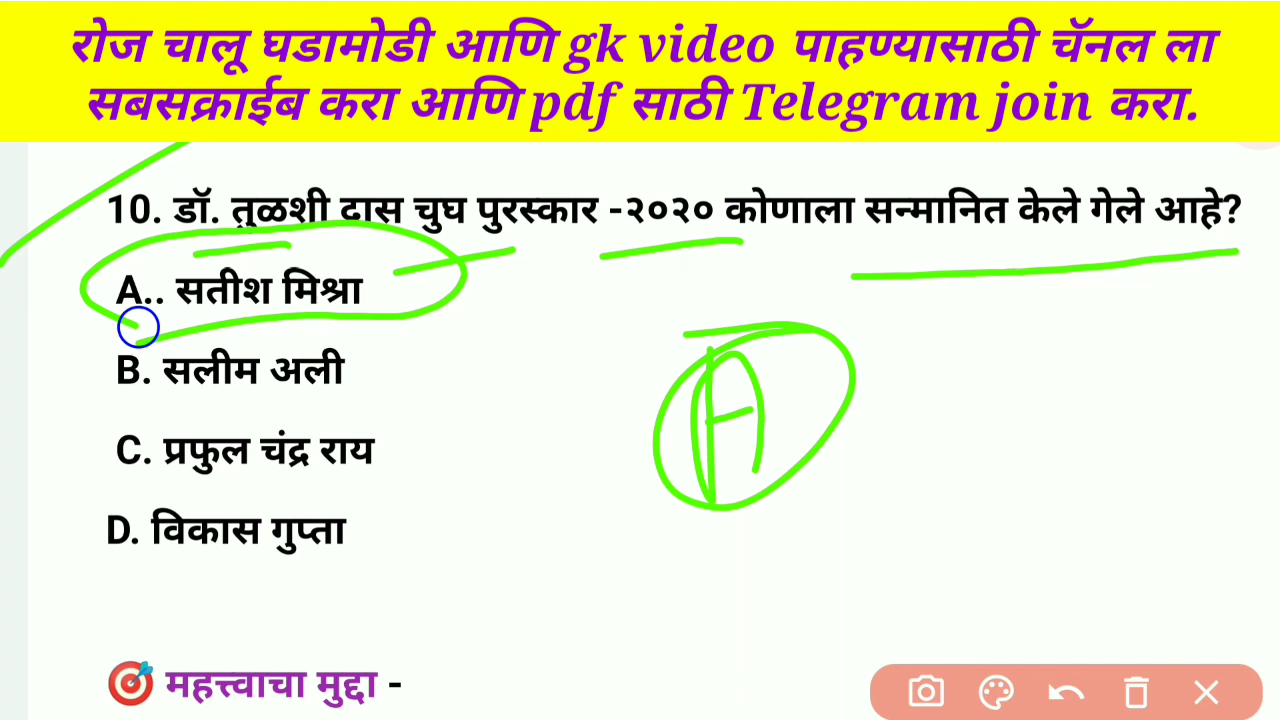 रोज चालू घडामोडी आणि gk video पाहण्यासाठी चॅनल ला
सबसक्राईब करा आणि pdf साठी Telegram join करा.
10. डॉ. तुळशी दास चुघ पुरस्कार -२०२० कोणाला सन्मानित केले गेले आहे?
A.. सतीश मिश्रा
B. सलीम अली
A
C. प्रफुल चंद्र राय
D. विकास गुप्ता
🎯 महत्त्वाचा मुद्दा -